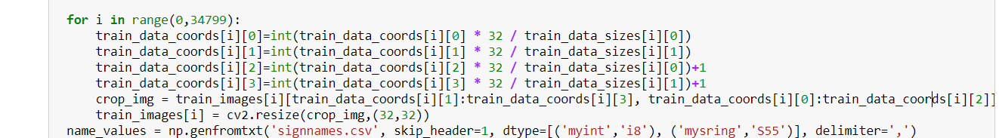 for i in range(0,34799):
    train_data_coords[i][0]=int(train_data_coords[i][0] * 32 / train_data_sizes[i][0])
    train_data_coords[i][1]=int(train_data_coords[i][1] * 32 / train_data_sizes[i][1])
    train_data_coords[i][2]=int(train_data_coords[i][2] * 32 / train_data_sizes[i][0])+1
    train_data_coords[i][3]=int(train_data_coords[i][3] * 32 / train_data_sizes[i][1])+1
    crop_img = train_images[i][train_data_coords[i][1]:train_data_coords[i][3], train_data_coords[i][0]:train_data_coords[i][2]]
    train_images[i] = cv2.resize(crop_img,(32,32))
name_values = np.genfromtxt('signnames.csv', skip_header=1, dtype=[('myint','i8'), ('mysring','S55')], delimiter=',')